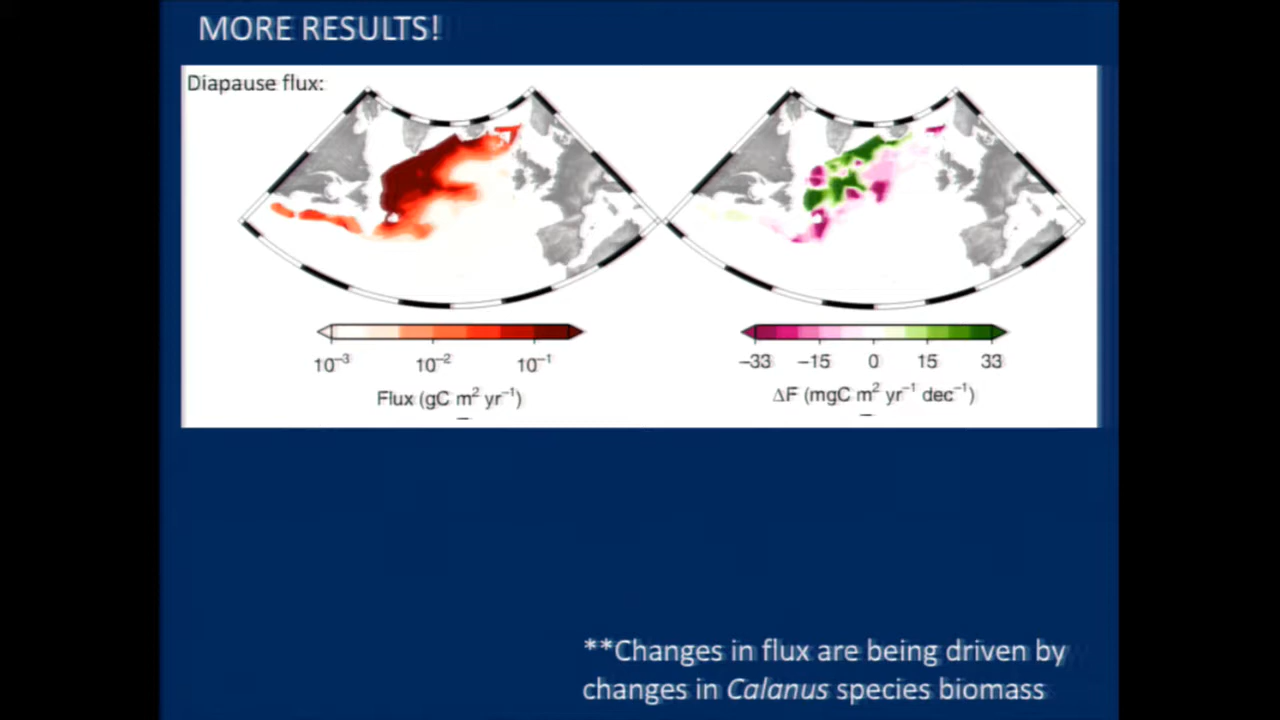 MORE RESULTS!
Diapause flux:
10⁻³ 10⁻² 10⁻¹
Flux (gC m² yr⁻¹)
−33 −15 0 15 33
ΔF (mgC m² yr⁻¹ dec⁻¹)
**Changes in flux are being driven by
changes in Calanus species biomass